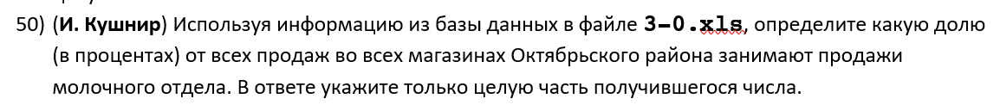 50) (И. Кушнир) Используя информацию из базы данных в файле 3-0.xls, определите какую долю
(в процентах) от всех продаж во всех магазинах Октябрьского района занимают продажи
молочного отдела. В ответе укажите только целую часть получившегося числа.